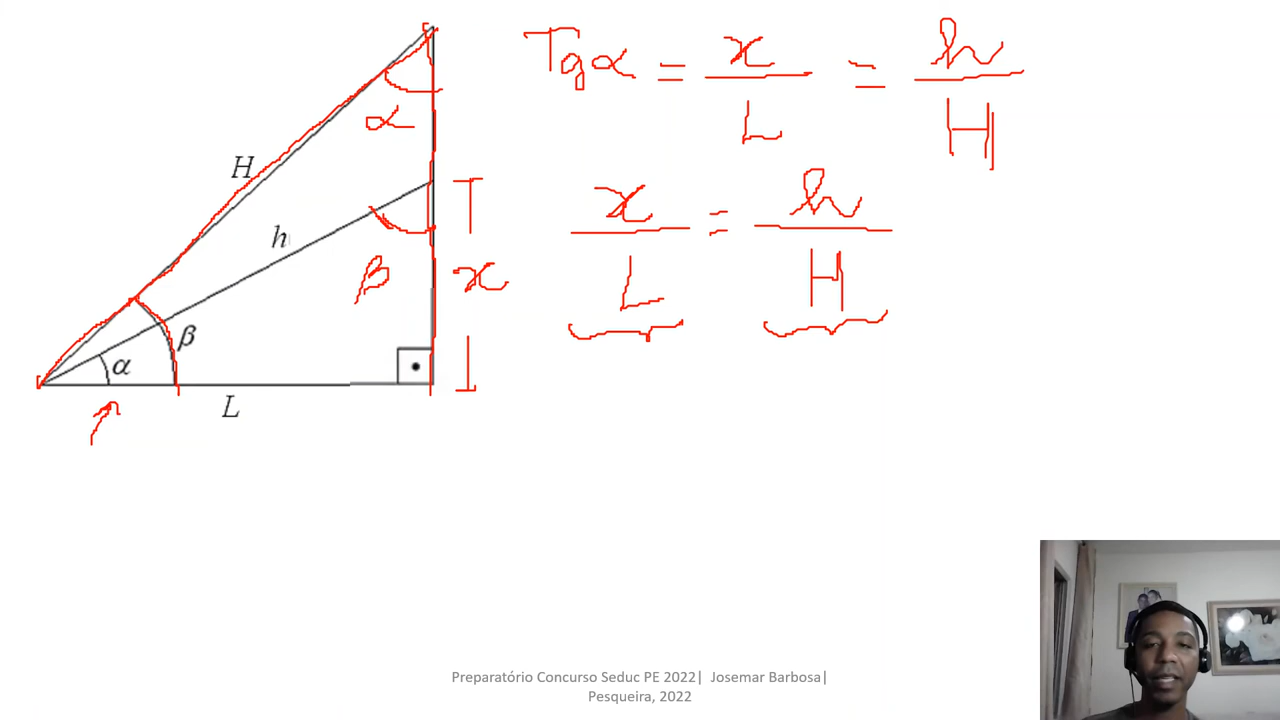 Tgα = x/L = h/H
α
H
T
x/L = h/H
h
β
x
β
α
L
Preparatório Concurso Seduc PE 2022| Josemar Barbosa|
Pesqueira, 2022